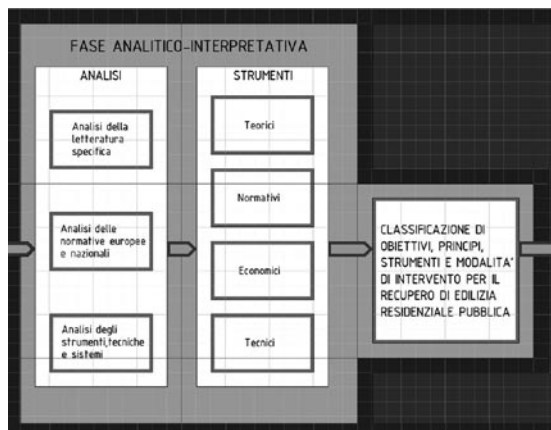 FASE ANALITICO-INTERPRETATIVA
ANALISI
Analisi della
letteratura
specifica
Analisi delle
normative europee
e nazionali
Analisi degli
strumenti,tecniche
e sistemi
STRUMENTI
Teorici
Normativi
Economici
Tecnici
CLASSIFICAZIONE DI
OBIETTIVI, PRINCIPI,
STRUMENTI E MODALITA'
DI INTERVENTO PER IL
RECUPERO DI EDILIZIA
RESIDENZIALE PUBBLICA